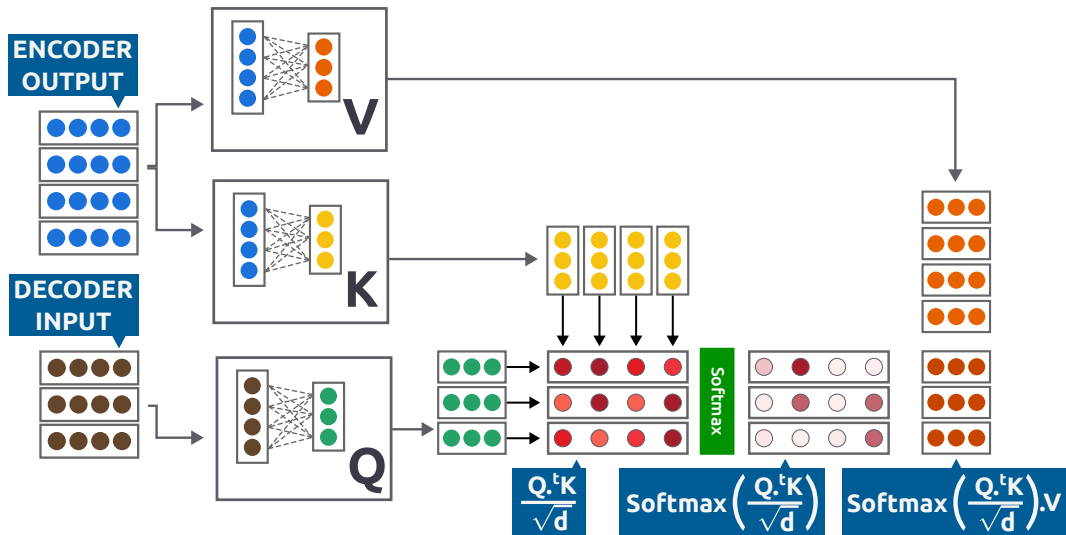 ENCODER
OUTPUT
V
K
DECODER
INPUT
Q
Softmax
Q.ᵗK
√d
Softmax(Q.ᵗK
√d)
Softmax(Q.ᵗK
√d).V